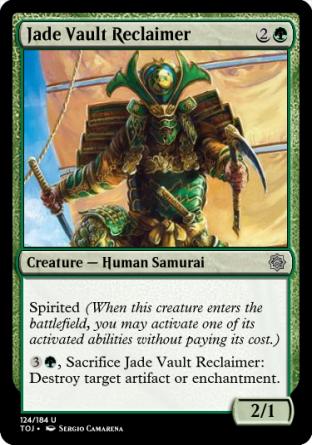 Jade Vault Reclaimer 2
Creature — Human Samurai
Spirited (When this creature enters the
battlefield, you may activate one of its
activated abilities without paying its cost.)
3, Sacrifice Jade Vault Reclaimer:
Destroy target artifact or enchantment.
2/1
124/184 U
TOJ • Sergio Camarena